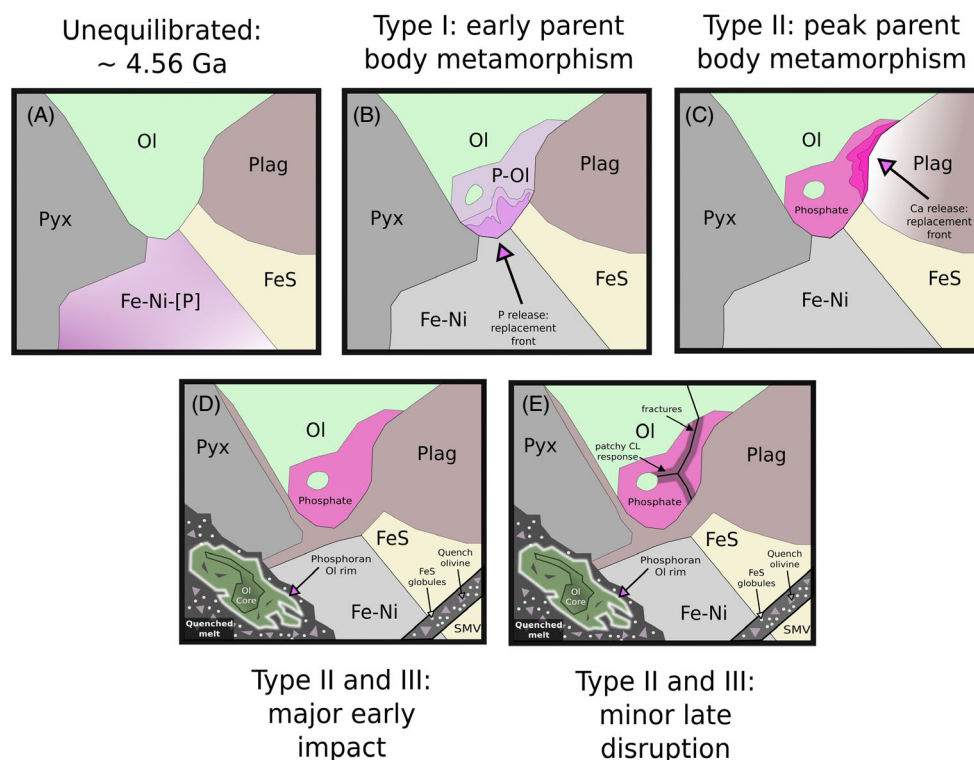 Unequilibrated:
~ 4.56 Ga
Type I: early parent
body metamorphism
Type II: peak parent
body metamorphism
(A)
Ol
Plag
Pyx
FeS
Fe-Ni-[P]
(B)
Ol
P-Ol
Plag
Pyx
FeS
Fe-Ni
P release:
replacement
front
(C)
Ol
Plag
Pyx
Phosphate
Ca release:
replacement
front
FeS
Fe-Ni
(D)
Ol
Pyx
Plag
Phosphate
FeS
Phosphoran
Ol rim
Quench
olivine
FeS
globules
Ol
Core
Fe-Ni
Quenched
melt
SMV
(E)
fractures
Ol
patchy CL
response
Pyx
Plag
Phosphate
FeS
Phosphoran
Ol rim
Quench
olivine
FeS
globules
Ol
Core
Fe-Ni
Quenched
melt
SMV
Type II and III:
major early
impact
Type II and III:
minor late
disruption